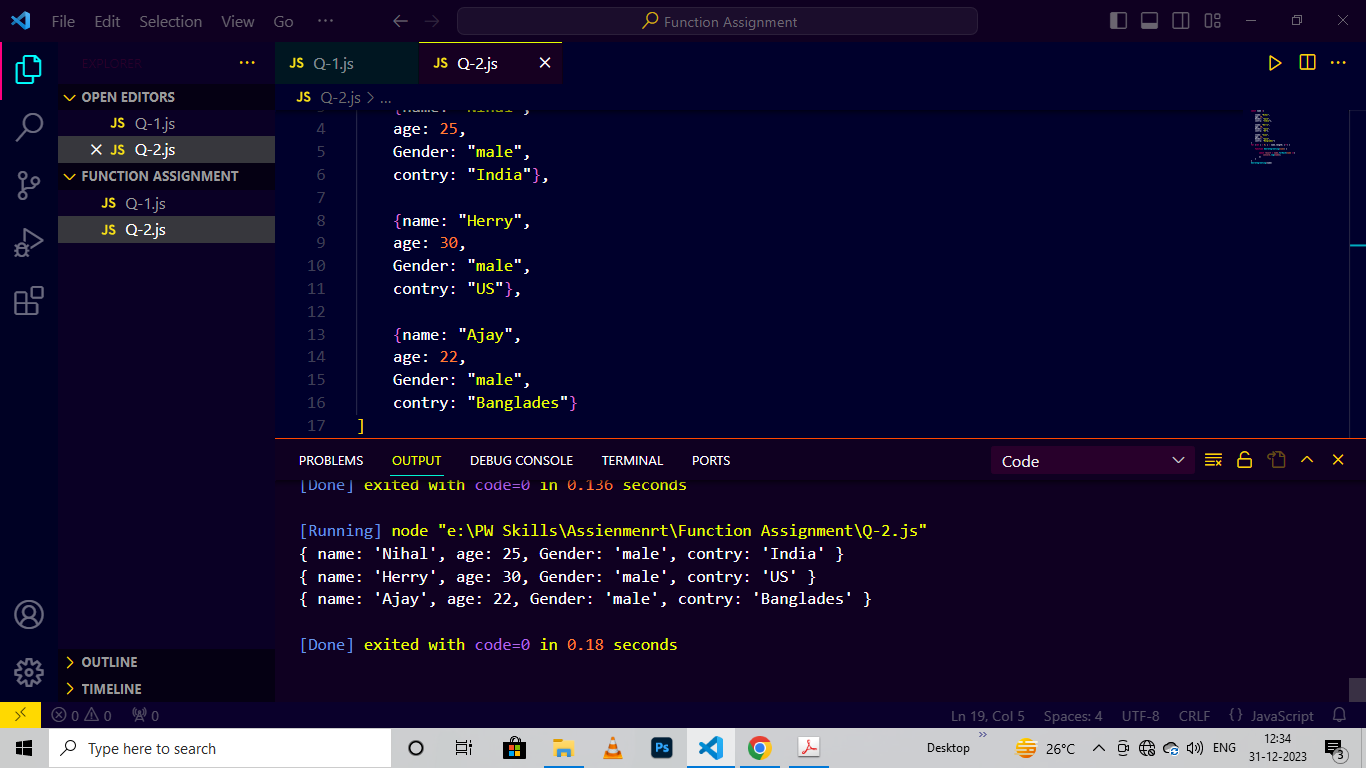 File Edit Selection View Go ···
Function Assignment
EXPLORER
OPEN EDITORS
JS Q-1.js
JS Q-2.js
FUNCTION ASSIGNMENT
JS Q-1.js
JS Q-2.js
OUTLINE
TIMELINE
JS Q-1.js JS Q-2.js
JS Q-2.js > ...
3 {name: "Nihal",
4 age: 25,
5 Gender: "male",
6 contry: "India"},
7
8 {name: "Herry",
9 age: 30,
10 Gender: "male",
11 contry: "US"},
12
13 {name: "Ajay",
14 age: 22,
15 Gender: "male",
16 contry: "Banglades"}
17 ]
PROBLEMS OUTPUT DEBUG CONSOLE TERMINAL PORTS Code
[Done] exited with code=0 in 0.136 seconds
[Running] node "e:\PW Skills\Assienmenrt\Function Assignment\Q-2.js"
{ name: 'Nihal', age: 25, Gender: 'male', contry: 'India' }
{ name: 'Herry', age: 30, Gender: 'male', contry: 'US' }
{ name: 'Ajay', age: 22, Gender: 'male', contry: 'Banglades' }
[Done] exited with code=0 in 0.18 seconds
0 0 0 Ln 19, Col 5 Spaces: 4 UTF-8 CRLF {} JavaScript
Type here to search
Ps
Desktop » 26°C ENG 12:34
31-12-2023 3